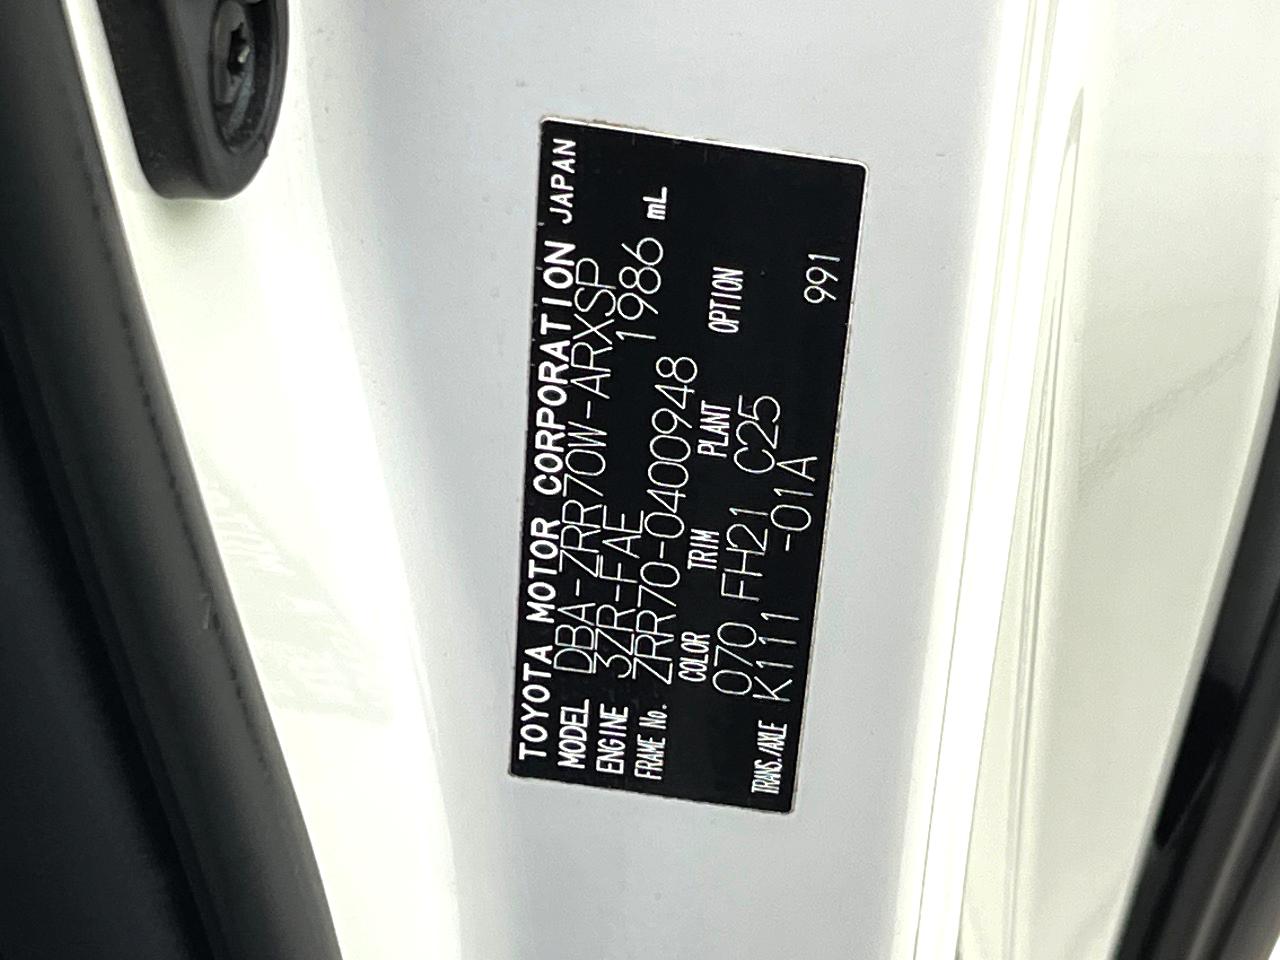 TOYOTA MOTOR CORPORATION JAPAN
MODEL DBA-ZRR70W-ARXSP
ENGINE 3ZR-FAE 1986 mL
FRAME No. ZRR70-0400948
COLOR TRIM PLANT OPTION
070 FH21 C25
TRANS./AXLE K111 -01A 991